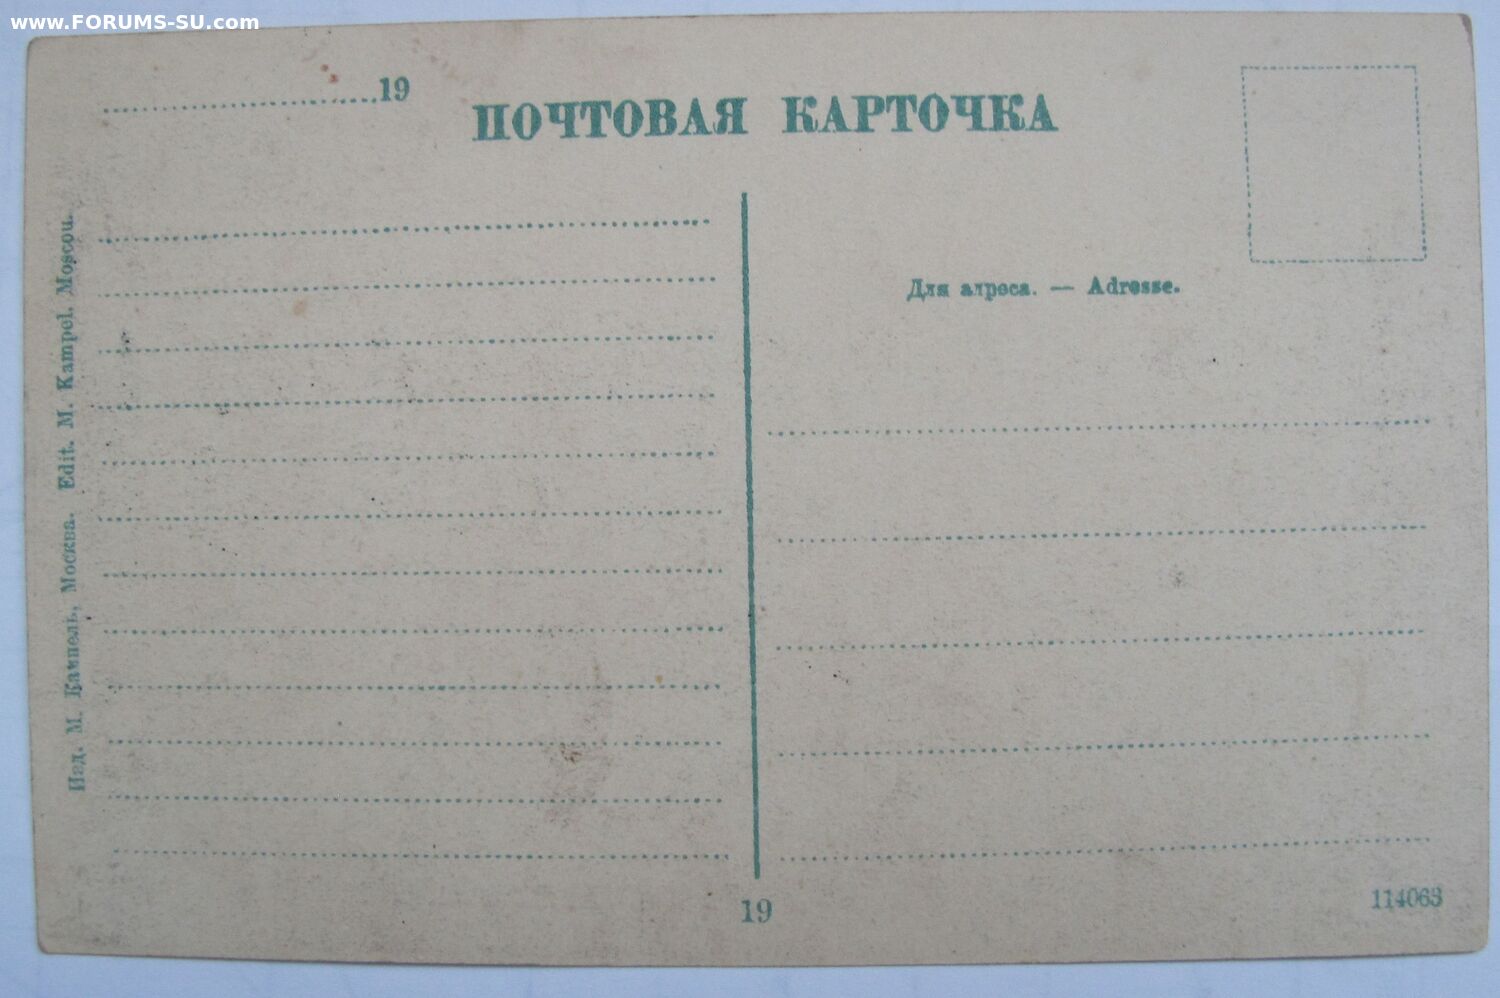 www.FORUMS-SU.com
19
ПОЧТОВАЯ КАРТОЧКА
Для адреса. — Adresse.
Изд. М. Кампель, Москва. Edit. M. Kampel. Moscou.
19
114063